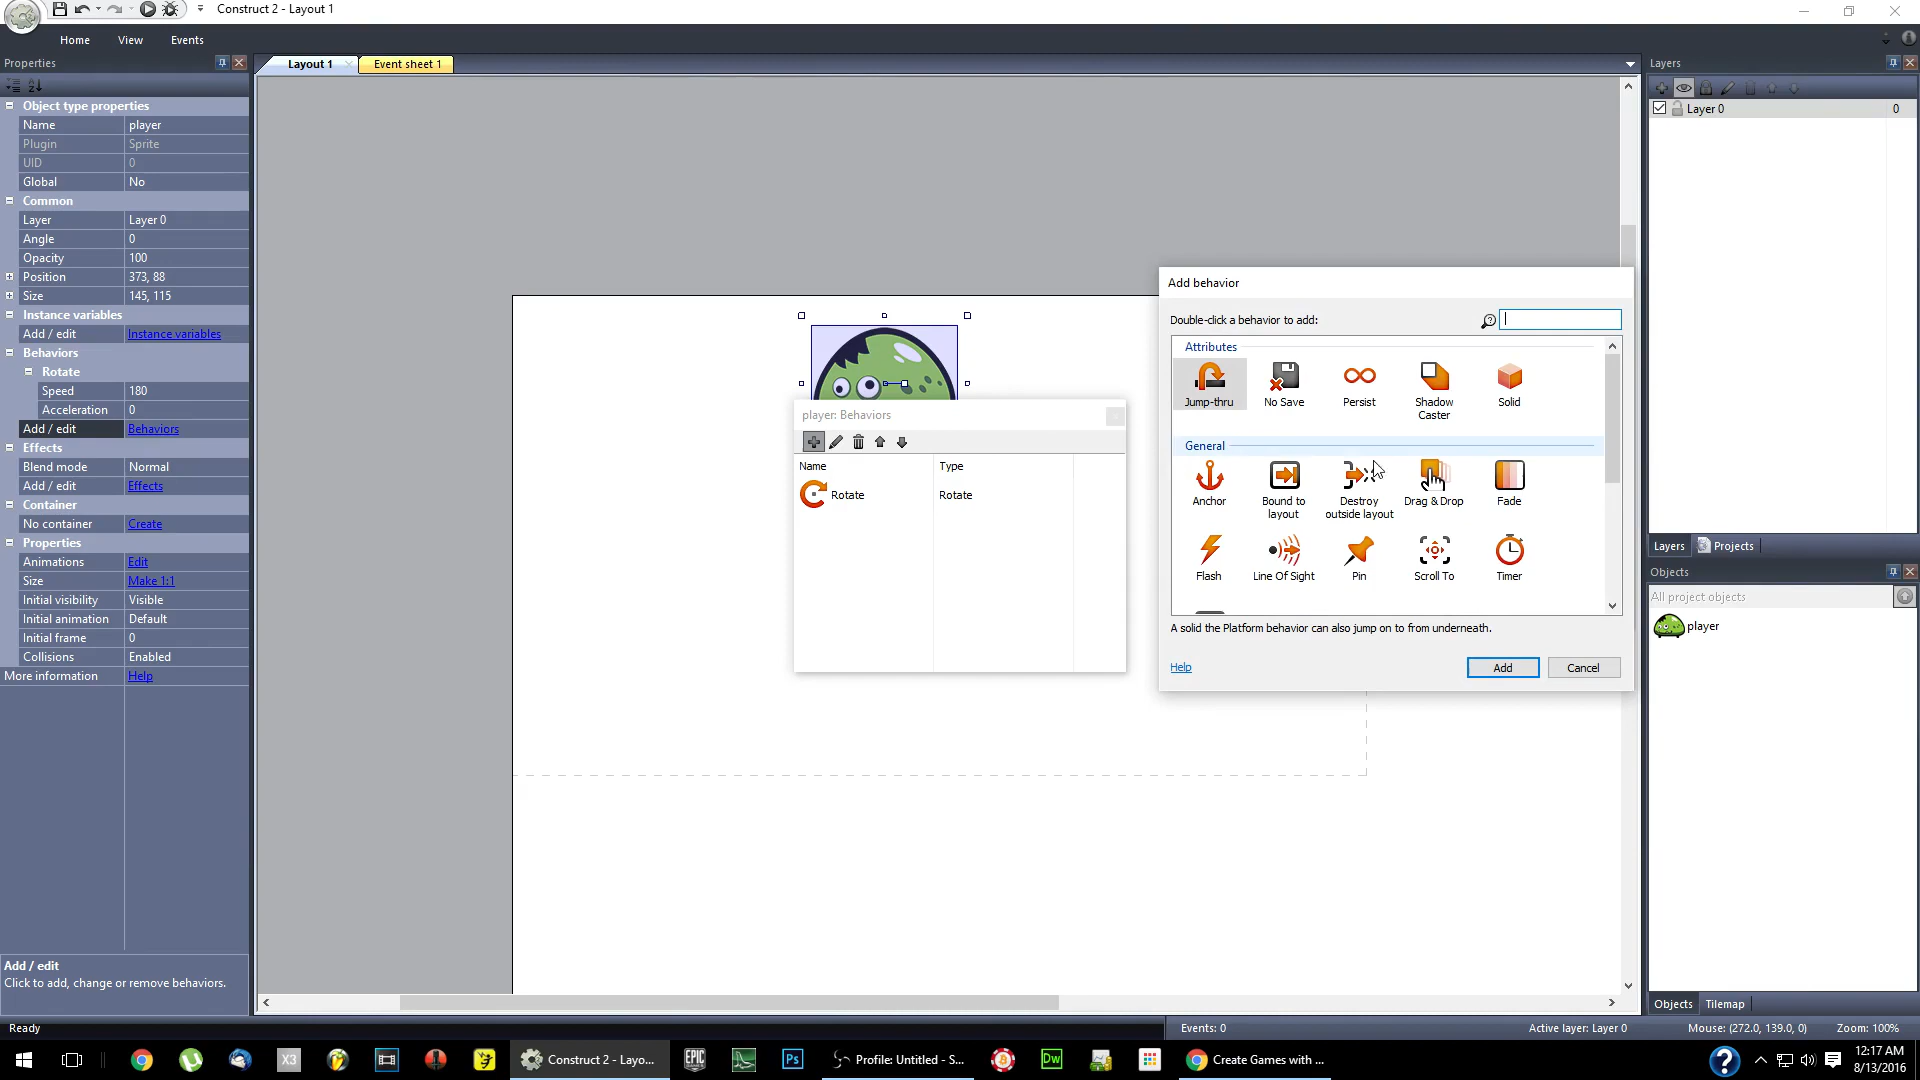 Construct 2 - Layout 1
Home View Events
Properties
Object type properties
Name player
Plugin Sprite
UID 0
Global No
Common
Layer Layer 0
Angle 0
Opacity 100
Position 373, 88
Size 145, 115
Instance variables
Add / edit Instance variables
Behaviors
Rotate
Speed 180
Acceleration 0
Add / edit Behaviors
Effects
Blend mode Normal
Add / edit Effects
Container
No container Create
Properties
Animations Edit
Size Make 1:1
Initial visibility Visible
Initial animation Default
Initial frame 0
Collisions Enabled
More information Help
Add / edit
Click to add, change or remove behaviors.
Layout 1 Event sheet 1
player: Behaviors
Name Type
Rotate Rotate
Add behavior
Double-click a behavior to add:
Attributes
Jump-thru No Save Persist Shadow Caster Solid
General
Anchor Bound to layout Destroy outside layout Drag & Drop Fade
Flash Line Of Sight Pin Scroll To Timer
A solid the Platform behavior can also jump on to from underneath.
Help Add Cancel
Layers
Layer 0 0
Layers Projects
Objects
All project objects
player
Objects Tilemap
Ready Events: 0 Active layer: Layer 0 Mouse: (272.0, 139.0, 0) Zoom: 100%
X3 Construct 2 - Layo... EPIC GAMES Ps Profile: Untitled - S... Dw Create Games with ... ?
12:17 AM
8/13/2016